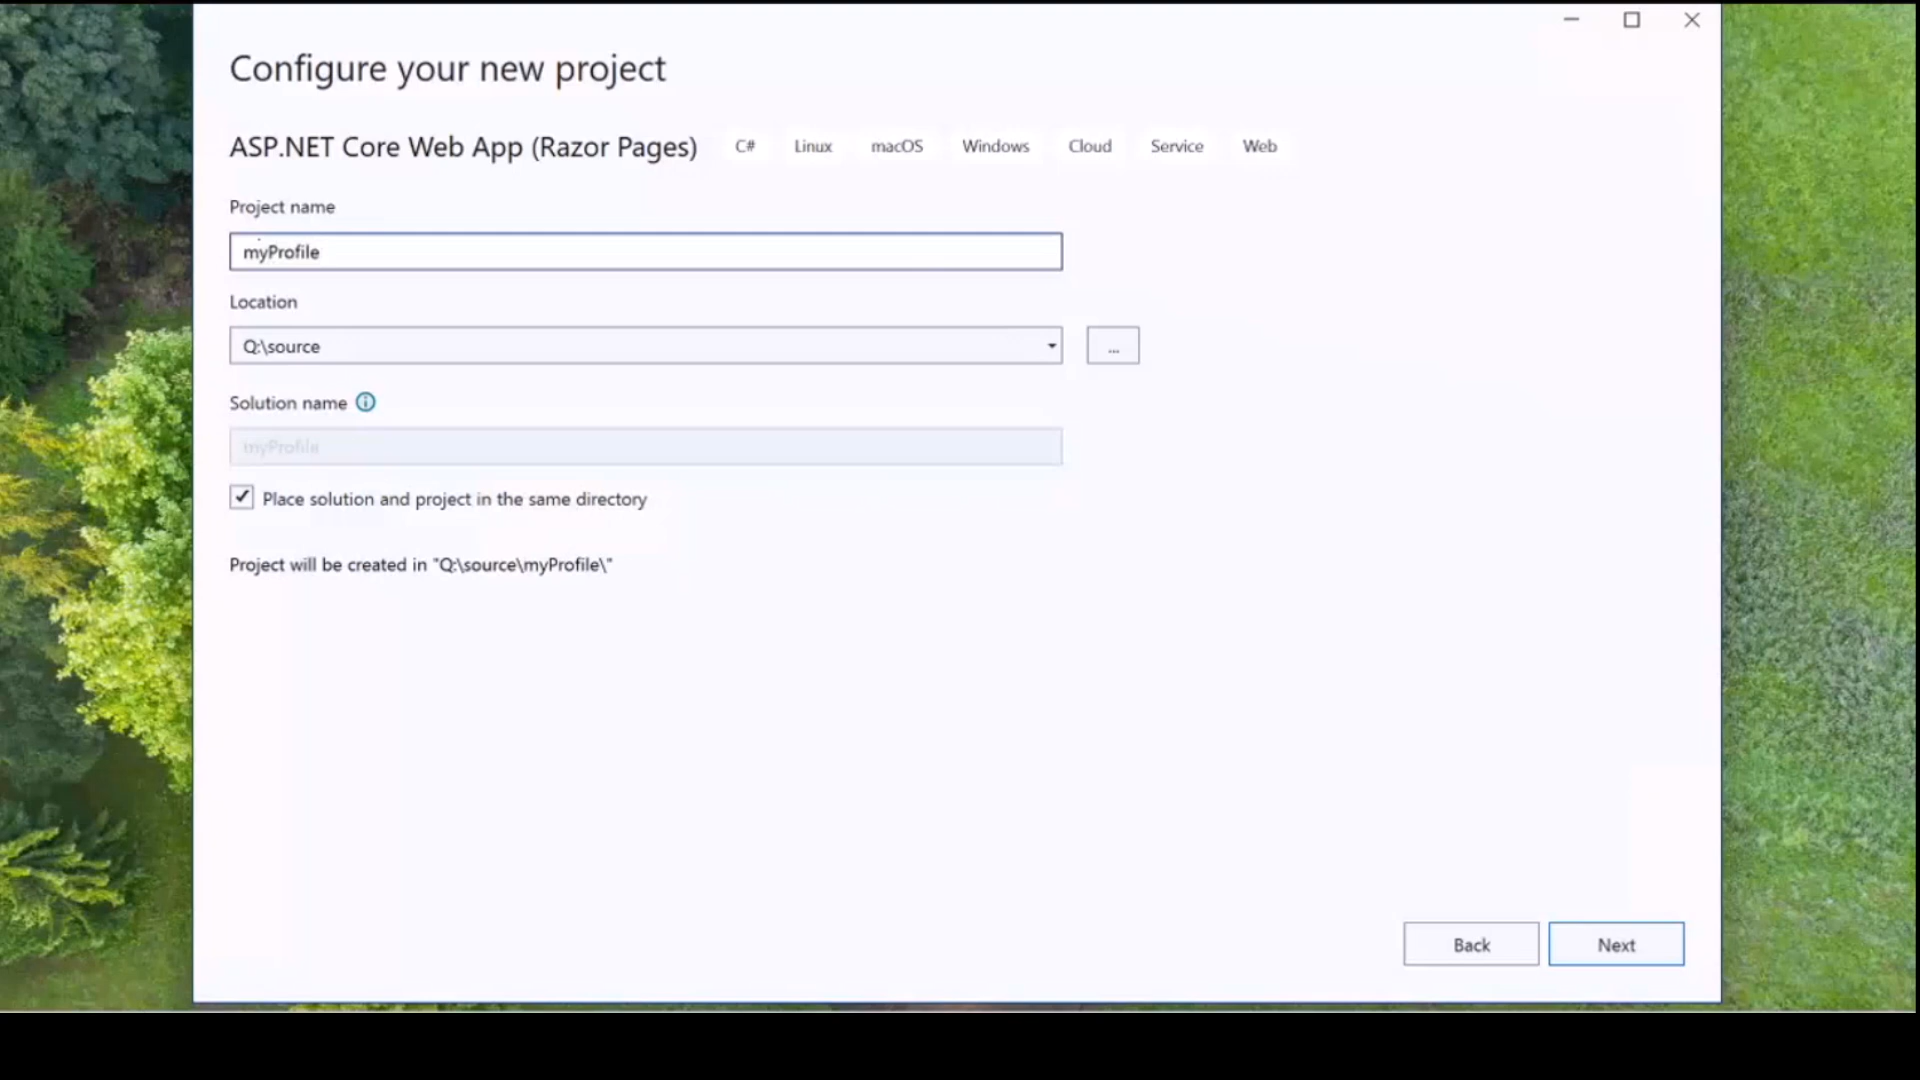 Configure your new project
ASP.NET Core Web App (Razor Pages) C# Linux macOS Windows Cloud Service Web
Project name
myProfile
Location
Q:\source
...
Solution name
myProfile
Place solution and project in the same directory
Project will be created in "Q:\source\myProfile\"
Back Next